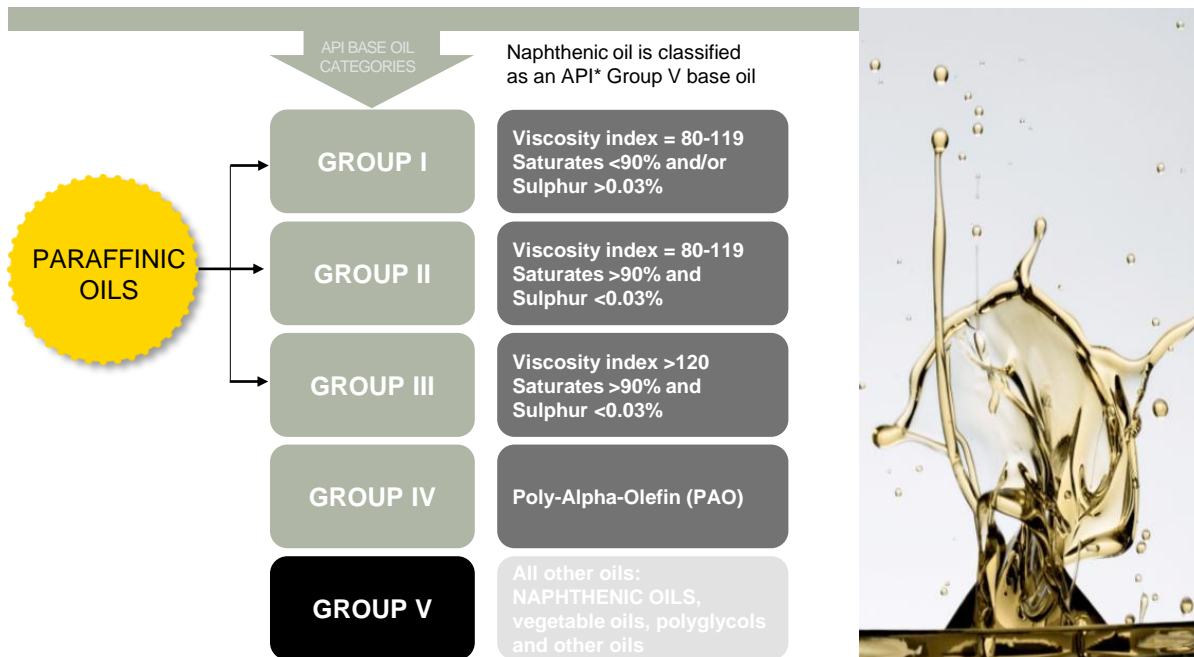 API BASE OIL
CATEGORIES
Naphthenic oil is classified
as an API* Group V base oil
PARAFFINIC
OILS
GROUP I
Viscosity index = 80-119
Saturates <90% and/or
Sulphur >0.03%
GROUP II
Viscosity index = 80-119
Saturates >90% and
Sulphur <0.03%
GROUP III
Viscosity index >120
Saturates >90% and
Sulphur <0.03%
GROUP IV
Poly-Alpha-Olefin (PAO)
GROUP V
All other oils:
NAPHTHENIC OILS,
vegetable oils, polyglycols
and other oils